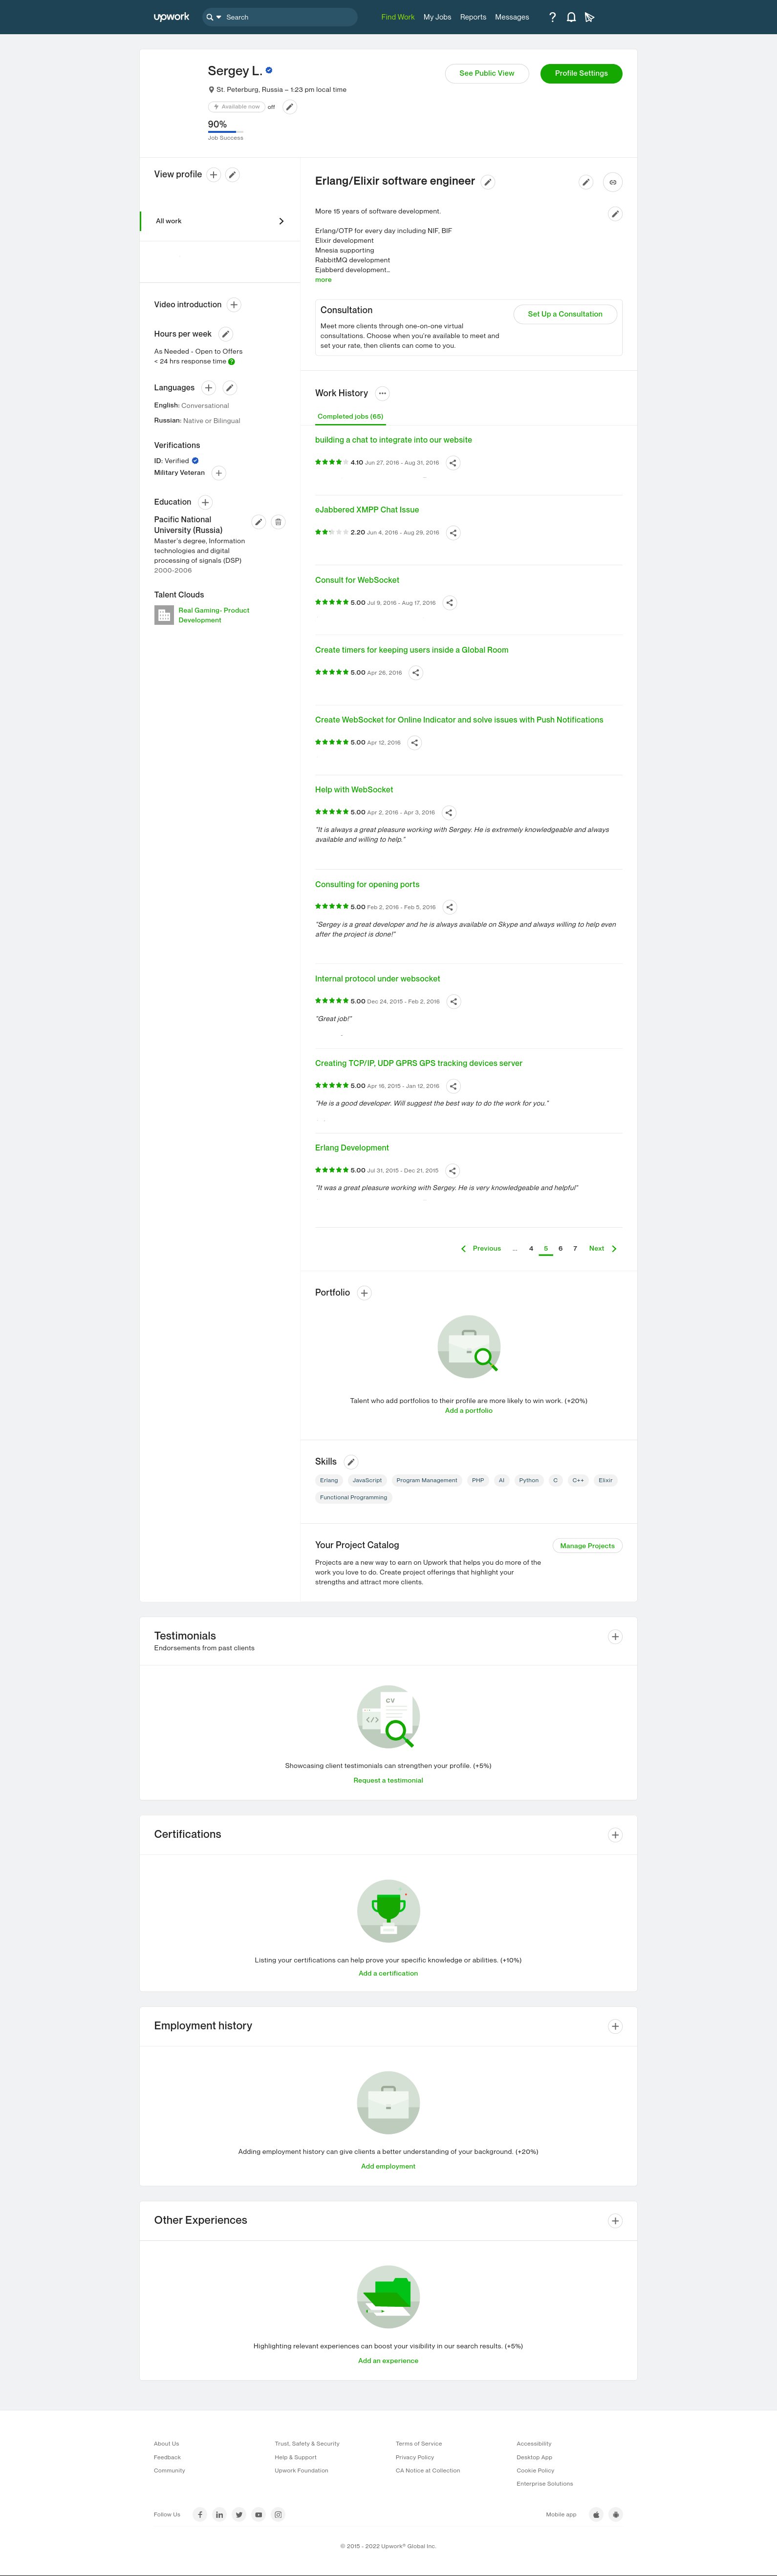 upwork
Search
Find Work
My Jobs
Reports
Messages
Sergey L.
St. Peterburg, Russia – 1:23 pm local time
Available now
off
90%
Job Success
See Public View
Profile Settings
View profile
All work
Video introduction
Hours per week
As Needed - Open to Offers
< 24 hrs response time
Languages
English: Conversational
Russian: Native or Bilingual
Verifications
ID: Verified
Military Veteran
Education
Pacific National
University (Russia)
Master's degree, Information
technologies and digital
processing of signals (DSP)
2000-2006
Talent Clouds
Real Gaming- Product
Development
Erlang/Elixir software engineer
More 15 years of software development.
Erlang/OTP for every day including NIF, BIF
Elixir development
Mnesia supporting
RabbitMQ development
Ejabberd development...
more
Consultation
Meet more clients through one-on-one virtual
consultations. Choose when you're available to meet and
set your rate, then clients can come to you.
Set Up a Consultation
Work History
Completed jobs (65)
building a chat to integrate into our website
4.10 Jun 27, 2016 - Aug 31, 2016
eJabbered XMPP Chat Issue
2.20 Jun 4, 2016 - Aug 29, 2016
Consult for WebSocket
5.00 Jul 9, 2016 - Aug 17, 2016
Create timers for keeping users inside a Global Room
5.00 Apr 26, 2016
Create WebSocket for Online Indicator and solve issues with Push Notifications
5.00 Apr 12, 2016
Help with WebSocket
5.00 Apr 2, 2016 - Apr 3, 2016
"It is always a great pleasure working with Sergey. He is extremely knowledgeable and always
available and willing to help."
Consulting for opening ports
5.00 Feb 2, 2016 - Feb 5, 2016
"Sergey is a great developer and he is always available on Skype and always willing to help even
after the project is done!"
Internal protocol under websocket
5.00 Dec 24, 2015 - Feb 2, 2016
"Great job!"
Creating TCP/IP, UDP GPRS GPS tracking devices server
5.00 Apr 16, 2015 - Jan 12, 2016
"He is a good developer. Will suggest the best way to do the work for you."
Erlang Development
5.00 Jul 31, 2015 - Dec 21, 2015
"It was a great pleasure working with Sergey. He is very knowledgeable and helpful"
Previous ... 4 5 6 7 Next
Portfolio
Talent who add portfolios to their profile are more likely to win work. (+20%)
Add a portfolio
Skills
Erlang JavaScript Program Management PHP AI Python C C++ Elixir
Functional Programming
Your Project Catalog
Manage Projects
Projects are a new way to earn on Upwork that helps you do more of the
work you love to do. Create project offerings that highlight your
strengths and attract more clients.
Testimonials
Endorsements from past clients
CV
</>
Showcasing client testimonials can strengthen your profile. (+5%)
Request a testimonial
Certifications
Listing your certifications can help prove your specific knowledge or abilities. (+10%)
Add a certification
Employment history
Adding employment history can give clients a better understanding of your background. (+20%)
Add employment
Other Experiences
Highlighting relevant experiences can boost your visibility in our search results. (+5%)
Add an experience
About Us
Feedback
Community
Trust, Safety & Security
Help & Support
Upwork Foundation
Terms of Service
Privacy Policy
CA Notice at Collection
Accessibility
Desktop App
Cookie Policy
Enterprise Solutions
Follow Us
Mobile app
© 2015 - 2022 Upwork® Global Inc.